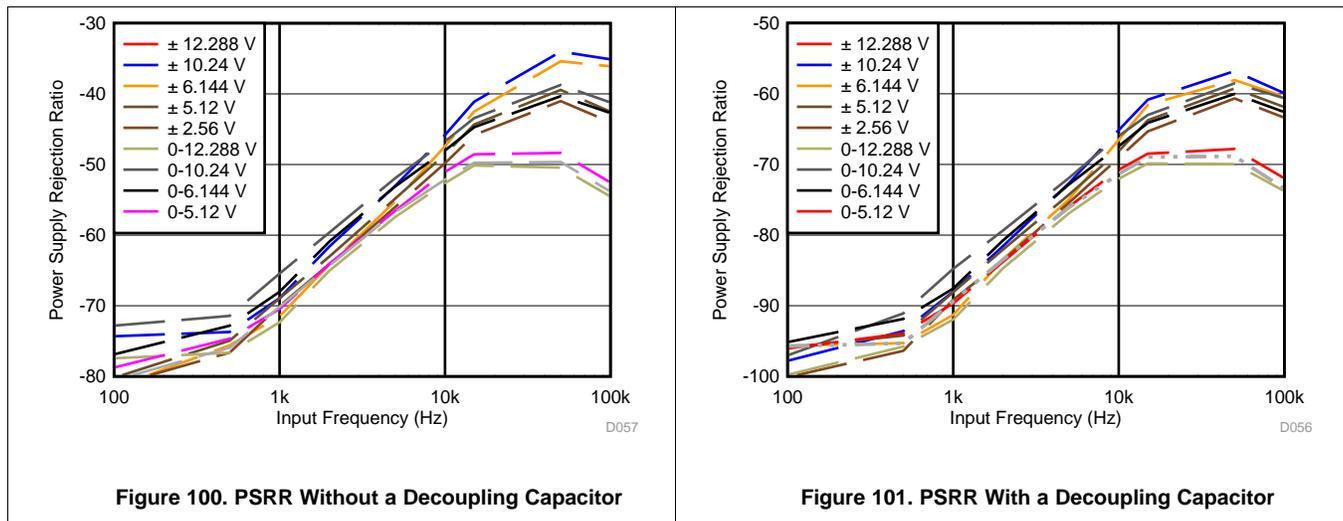 -30
-40
-50
-60
-70
-80
Power Supply Rejection Ratio
± 12.288 V
± 10.24 V
± 6.144 V
± 5.12 V
± 2.56 V
0-12.288 V
0-10.24 V
0-6.144 V
0-5.12 V
100
1k
10k
100k
Input Frequency (Hz)
D057
Figure 100. PSRR Without a Decoupling Capacitor
-50
-60
-70
-80
-90
-100
Power Supply Rejection Ratio
± 12.288 V
± 10.24 V
± 6.144 V
± 5.12 V
± 2.56 V
0-12.288 V
0-10.24 V
0-6.144 V
0-5.12 V
100
1k
10k
100k
Input Frequency (Hz)
D056
Figure 101. PSRR With a Decoupling Capacitor